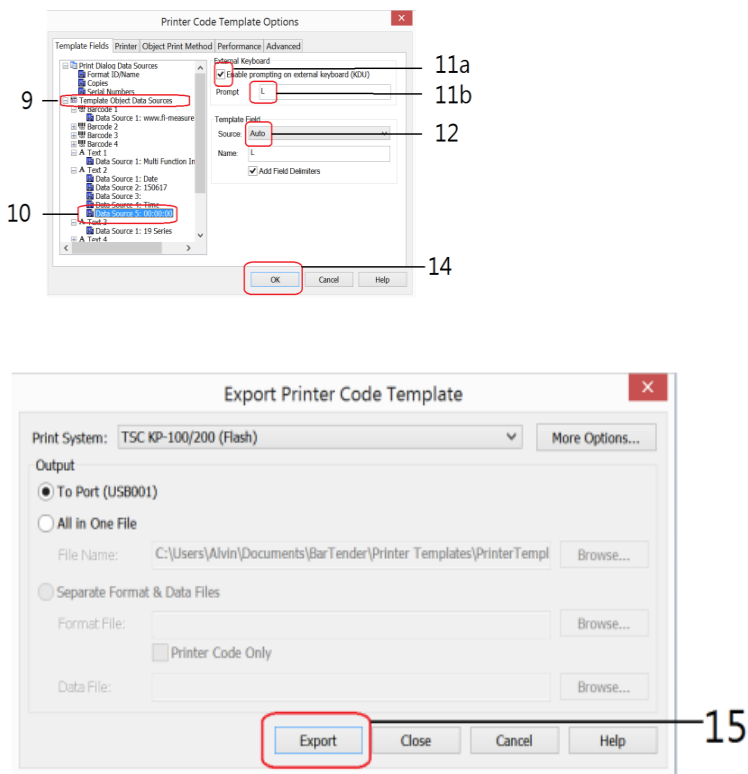 Printer Code Template Options
Template Fields Printer Object Print Method Performance Advanced
Print Dialog Data Sources
Format ID/Name
Copies
Serial Numbers
Template Object Data Sources
Barcode 1
Data Source 1: www.fi-measure
Barcode 2
Barcode 3
Barcode 4
A Text 1
Data Source 1: Multi Function In
A Text 2
Data Source 1: Date
Data Source 2: 150617
Data Source 3:
Data Source 4: Time
Data Source 5: 00:00:00
A Text 3
Data Source 1: 19 Series
A Text 4
External Keyboard
Enable prompting on external keyboard (KDU)
Prompt L
Template Field
Source: Auto
Name: L
Add Field Delimiters
OK Cancel Help
9
10
11a
11b
12
14
Export Printer Code Template
Print System: TSC KP-100/200 (Flash) More Options...
Output
To Port (USB001)
All in One File
File Name: C:\Users\Alvin\Documents\BarTender\Printer Templates\PrinterTempl Browse...
Separate Format & Data Files
Format File: Browse...
Printer Code Only
Data File: Browse...
Export Close Cancel Help
15